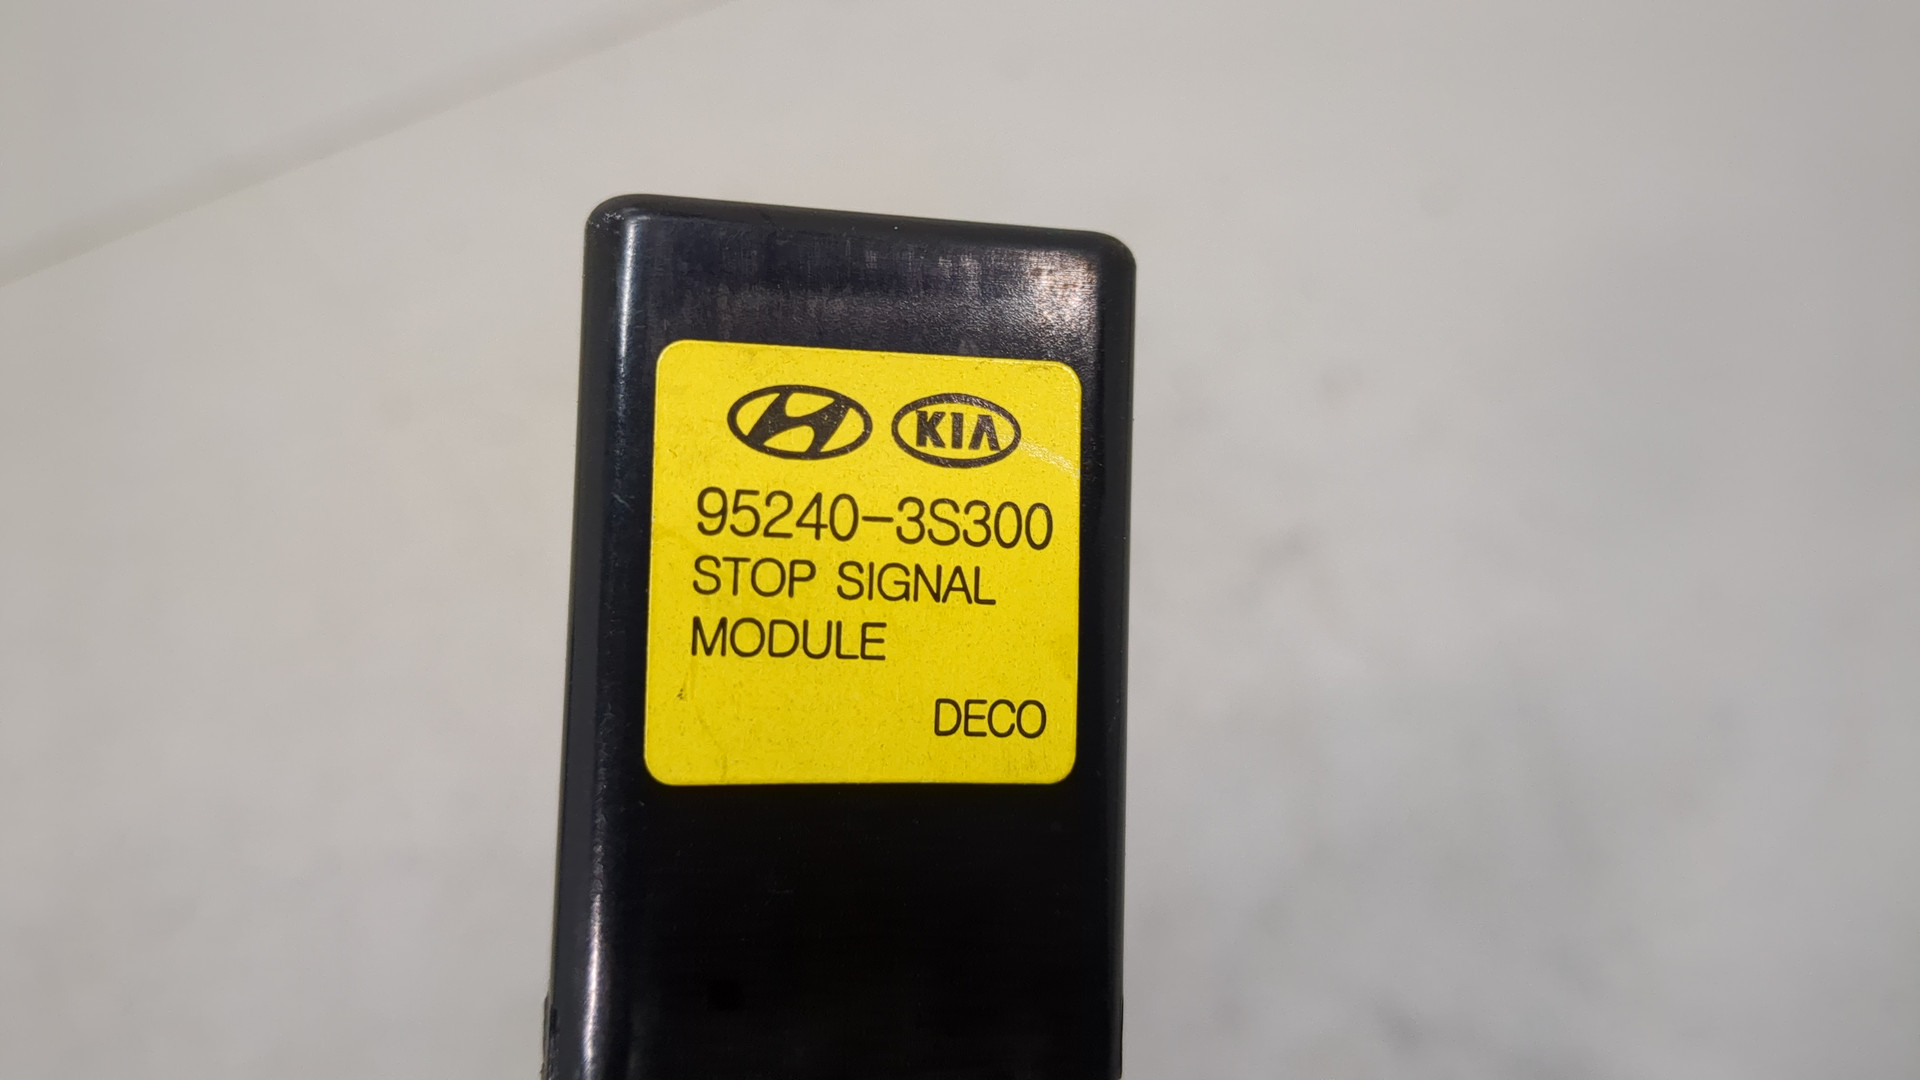 KIA
95240-3S300
STOP SIGNAL
MODULE
DECO